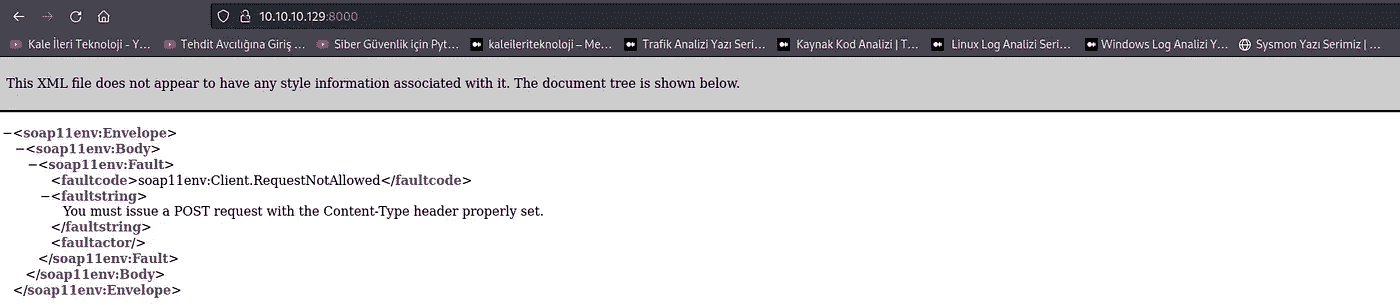 10.10.10.129:8000
Kale İleri Teknoloji - Y… Tehdit Avcılığına Giriş … Siber Güvenlik için Pyt… kaleileriteknoloji – Me… Trafik Analizi Yazı Seri… Kaynak Kod Analizi | T… Linux Log Analizi Seri… Windows Log Analizi Y… Sysmon Yazı Serimiz | …
This XML file does not appear to have any style information associated with it. The document tree is shown below.
−<soap11env:Envelope>
−<soap11env:Body>
−<soap11env:Fault>
<faultcode>soap11env:Client.RequestNotAllowed</faultcode>
−<faultstring>
You must issue a POST request with the Content-Type header properly set.
</faultstring>
<faultactor/>
</soap11env:Fault>
</soap11env:Body>
</soap11env:Envelope>